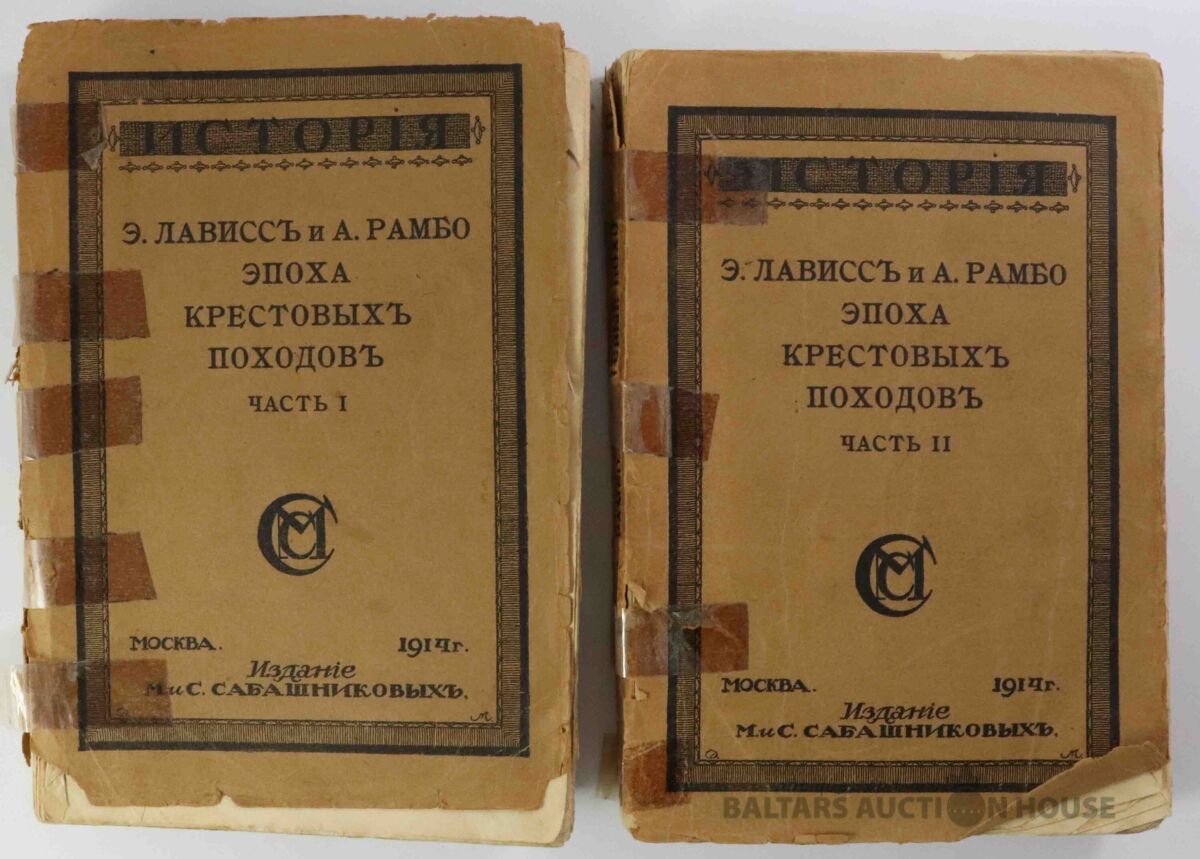 ИСТОРІЯ
Э. ЛАВИССЪ и А. РАМБО
ЭПОХА
КРЕСТОВЫХЪ
ПОХОДОВЪ
ЧАСТЬ I
МОСКВА. 1914г.
Изданіе
М. и С. САБАШНИКОВЫХЪ.
М.
ИСТОРІЯ
Э. ЛАВИССЪ и А. РАМБО
ЭПОХА
КРЕСТОВЫХЪ
ПОХОДОВЪ
ЧАСТЬ II
МОСКВА. 1914г.
Изданіе
М. и С. САБАШНИКОВЫХЪ.
D. М.
BALTARS AUCTION HOUSE